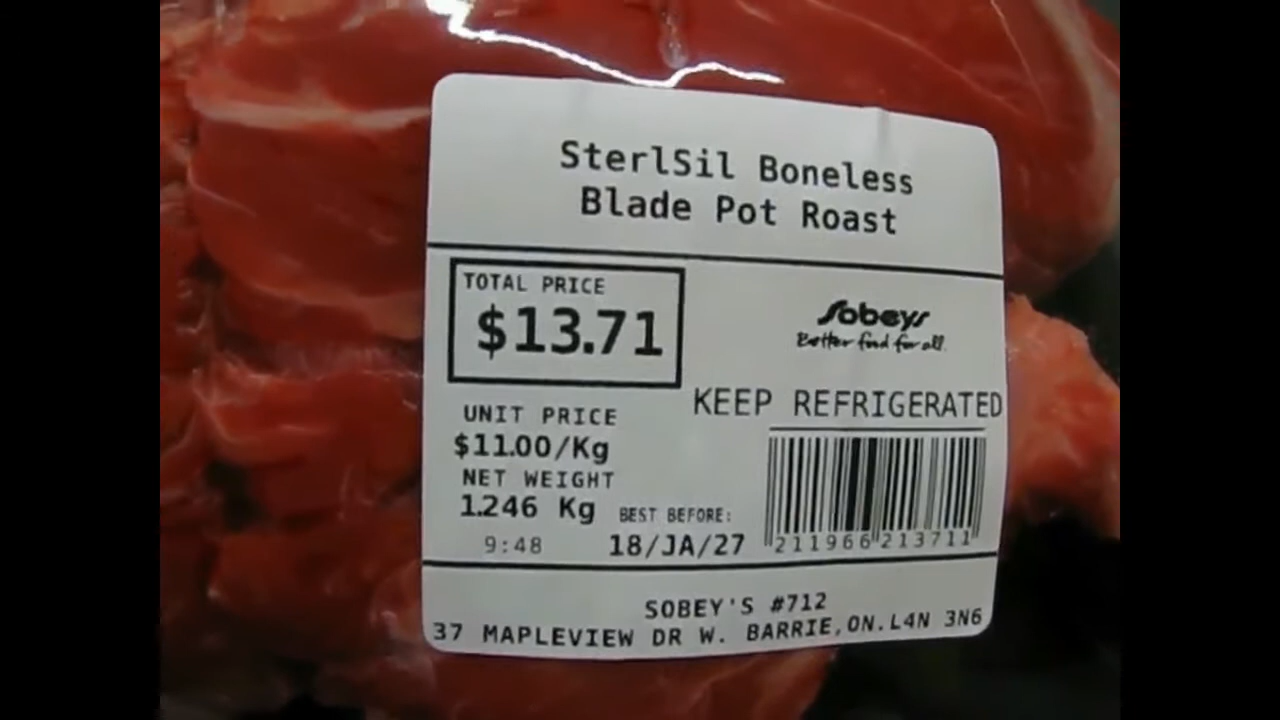 SterlSil Boneless
Blade Pot Roast
TOTAL PRICE
$13.71
Sobeys
Better food for all.
KEEP REFRIGERATED
UNIT PRICE
$11.00/Kg
NET WEIGHT
1.246 Kg
BEST BEFORE:
9:48
18/JA/27
211966213711
SOBEY'S #712
37 MAPLEVIEW DR W. BARRIE,ON.L4N 3N6